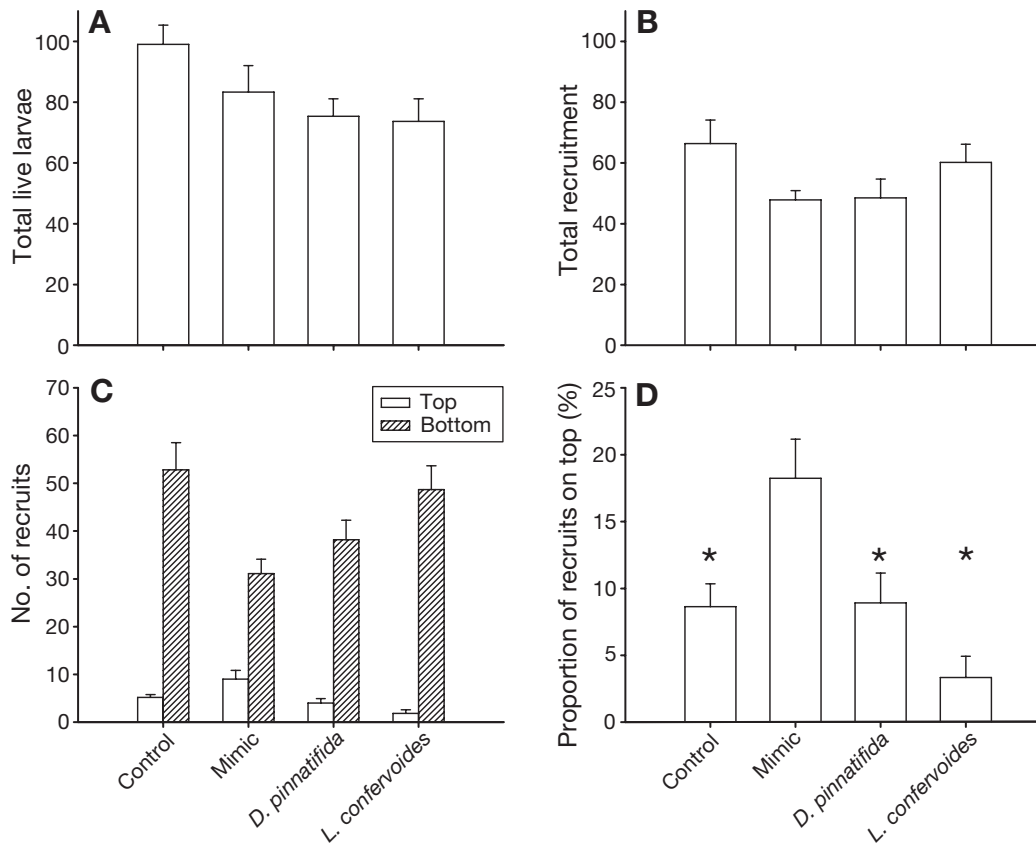 A
Total live larvae
100
80
60
40
20
0
B
Total recruitment
100
80
60
40
20
0
C
No. of recruits
70
60
50
40
30
20
10
0
Top
Bottom
Control
Mimic
D. pinnatifida
L. confervoides
D
Proportion of recruits on top (%)
25
20
15
10
5
0
*
*
*
Control
Mimic
D. pinnatifida
L. confervoides